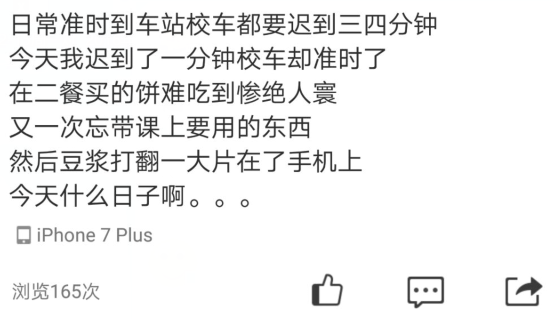 日常准时到车站校车都要迟到三四分钟
今天我迟到了一分钟校车却准时了
在二餐买的饼难吃到惨绝人寰
又一次忘带课上要用的东西
然后豆浆打翻一大片在了手机上
今天什么日子啊。。。
iPhone 7 Plus
浏览165次